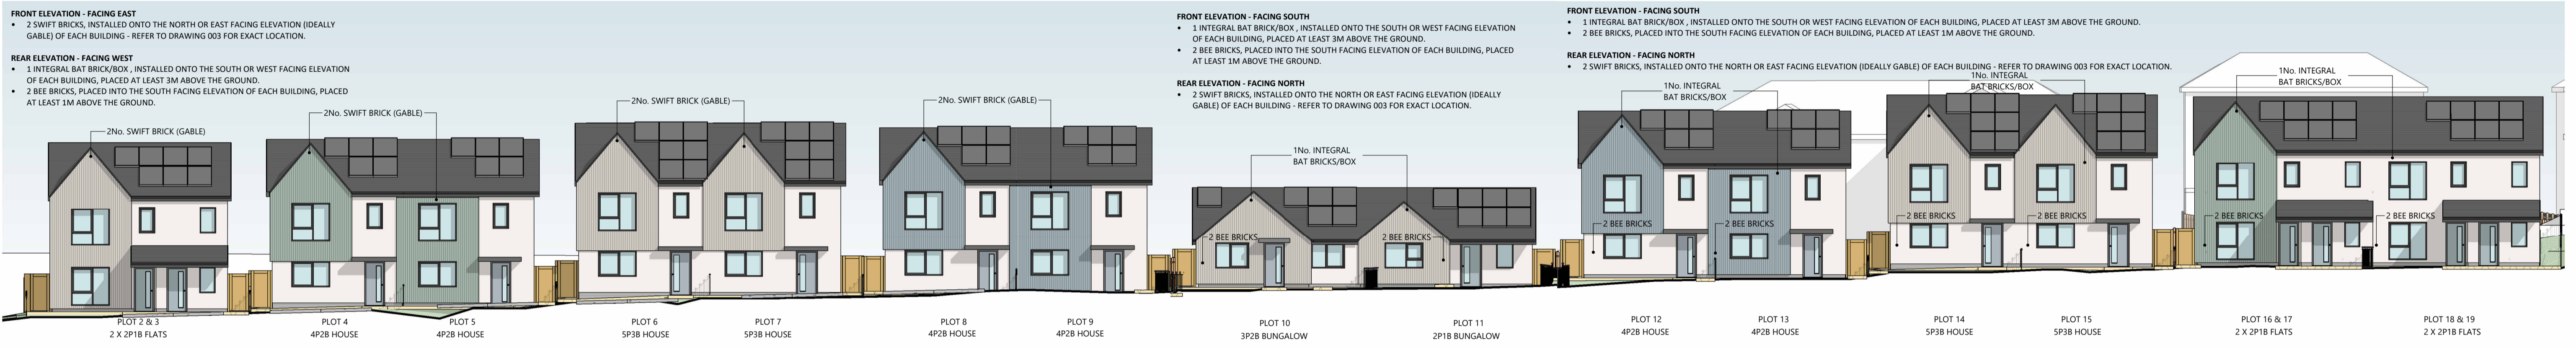 FRONT ELEVATION - FACING EAST
• 2 SWIFT BRICKS, INSTALLED ONTO THE NORTH OR EAST FACING ELEVATION (IDEALLY
GABLE) OF EACH BUILDING - REFER TO DRAWING 003 FOR EXACT LOCATION.
REAR ELEVATION - FACING WEST
• 1 INTEGRAL BAT BRICK/BOX , INSTALLED ONTO THE SOUTH OR WEST FACING ELEVATION
OF EACH BUILDING, PLACED AT LEAST 3M ABOVE THE GROUND.
• 2 BEE BRICKS, PLACED INTO THE SOUTH FACING ELEVATION OF EACH BUILDING, PLACED
AT LEAST 1M ABOVE THE GROUND.
FRONT ELEVATION - FACING SOUTH
• 1 INTEGRAL BAT BRICK/BOX , INSTALLED ONTO THE SOUTH OR WEST FACING ELEVATION
OF EACH BUILDING, PLACED AT LEAST 3M ABOVE THE GROUND.
• 2 BEE BRICKS, PLACED INTO THE SOUTH FACING ELEVATION OF EACH BUILDING, PLACED
AT LEAST 1M ABOVE THE GROUND.
REAR ELEVATION - FACING NORTH
• 2 SWIFT BRICKS, INSTALLED ONTO THE NORTH OR EAST FACING ELEVATION (IDEALLY
GABLE) OF EACH BUILDING - REFER TO DRAWING 003 FOR EXACT LOCATION.
FRONT ELEVATION - FACING SOUTH
• 1 INTEGRAL BAT BRICK/BOX , INSTALLED ONTO THE SOUTH OR WEST FACING ELEVATION OF EACH BUILDING, PLACED AT LEAST 3M ABOVE THE GROUND.
• 2 BEE BRICKS, PLACED INTO THE SOUTH FACING ELEVATION OF EACH BUILDING, PLACED AT LEAST 1M ABOVE THE GROUND.
REAR ELEVATION - FACING NORTH
• 2 SWIFT BRICKS, INSTALLED ONTO THE NORTH OR EAST FACING ELEVATION (IDEALLY GABLE) OF EACH BUILDING - REFER TO DRAWING 003 FOR EXACT LOCATION.
2No. SWIFT BRICK (GABLE)
2No. SWIFT BRICK (GABLE)
2No. SWIFT BRICK (GABLE)
2No. SWIFT BRICK (GABLE)
1No. INTEGRAL
BAT BRICKS/BOX
1No. INTEGRAL
BAT BRICKS/BOX
1No. INTEGRAL
BAT BRICKS/BOX
1No. INTEGRAL
BAT BRICKS/BOX
2 BEE BRICKS
2 BEE BRICKS
2 BEE BRICKS
2 BEE BRICKS
2 BEE BRICKS
2 BEE BRICKS
2 BEE BRICKS
2 BEE BRICKS
PLOT 2 & 3
2 X 2P1B FLATS
PLOT 4
4P2B HOUSE
PLOT 5
4P2B HOUSE
PLOT 6
5P3B HOUSE
PLOT 7
5P3B HOUSE
PLOT 8
4P2B HOUSE
PLOT 9
4P2B HOUSE
PLOT 10
3P2B BUNGALOW
PLOT 11
2P1B BUNGALOW
PLOT 12
4P2B HOUSE
PLOT 13
4P2B HOUSE
PLOT 14
5P3B HOUSE
PLOT 15
5P3B HOUSE
PLOT 16 & 17
2 X 2P1B FLATS
PLOT 18 & 19
2 X 2P1B FLATS